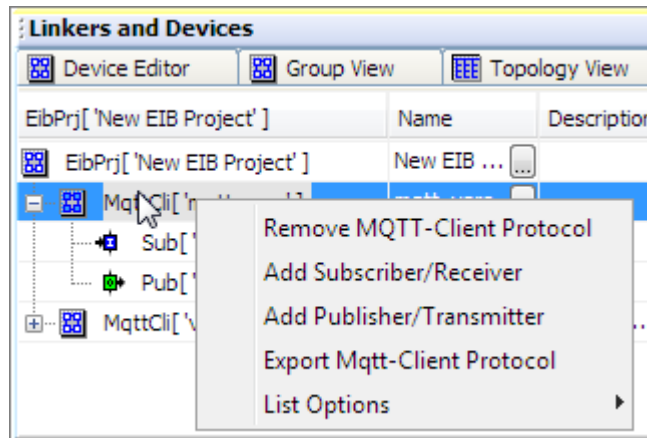 Linkers and Devices
Device Editor Group View Topology View
EibPrj[ 'New EIB Project' ] Name Description
EibPrj[ 'New EIB Project' ] New EIB ... ...
MqttCli[
Sub[ '
Pub[ '
MqttCli[ '
Remove MQTT-Client Protocol
Add Subscriber/Receiver
Add Publisher/Transmitter
Export Mqtt-Client Protocol
List Options